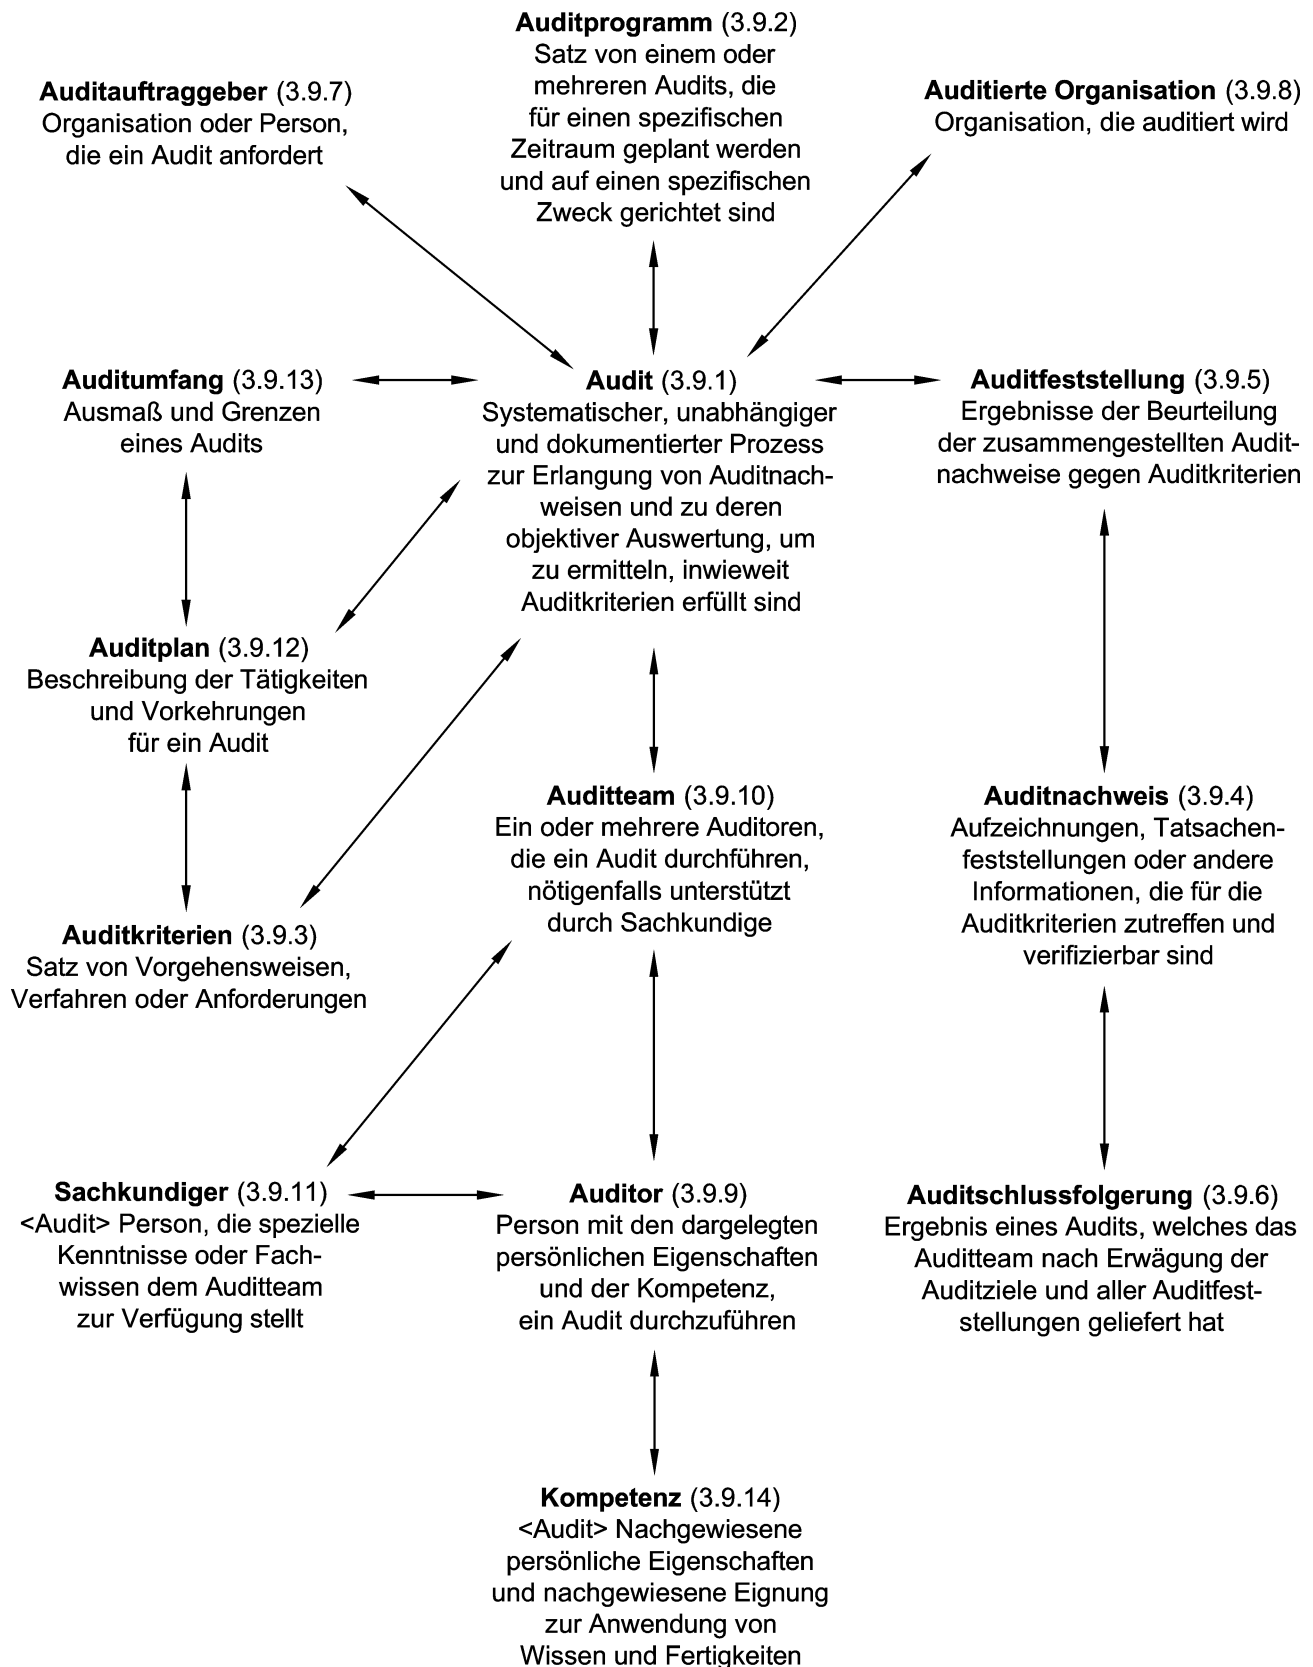 Auditprogramm (3.9.2)
Satz von einem oder
mehreren Audits, die
für einen spezifischen
Zeitraum geplant werden
und auf einen spezifischen
Zweck gerichtet sind
Auditauftraggeber (3.9.7)
Organisation oder Person,
die ein Audit anfordert
Auditierte Organisation (3.9.8)
Organisation, die auditiert wird
Auditumfang (3.9.13)
Ausmaß und Grenzen
eines Audits
Audit (3.9.1)
Systematischer, unabhängiger
und dokumentierter Prozess
zur Erlangung von Auditnach-
weisen und zu deren
objektiver Auswertung, um
zu ermitteln, inwieweit
Auditkriterien erfüllt sind
Auditfeststellung (3.9.5)
Ergebnisse der Beurteilung
der zusammengestellten Audit-
nachweise gegen Auditkriterien
Auditplan (3.9.12)
Beschreibung der Tätigkeiten
und Vorkehrungen
für ein Audit
Auditteam (3.9.10)
Ein oder mehrere Auditoren,
die ein Audit durchführen,
nötigenfalls unterstützt
durch Sachkundige
Auditnachweis (3.9.4)
Aufzeichnungen, Tatsachen-
feststellungen oder andere
Informationen, die für die
Auditkriterien zutreffen und
verifizierbar sind
Auditkriterien (3.9.3)
Satz von Vorgehensweisen,
Verfahren oder Anforderungen
Sachkundiger (3.9.11)
<Audit> Person, die spezielle
Kenntnisse oder Fach-
wissen dem Auditteam
zur Verfügung stellt
Auditor (3.9.9)
Person mit den dargelegten
persönlichen Eigenschaften
und der Kompetenz,
ein Audit durchzuführen
Auditschlussfolgerung (3.9.6)
Ergebnis eines Audits, welches das
Auditteam nach Erwägung der
Auditziele und aller Auditfest-
stellungen geliefert hat
Kompetenz (3.9.14)
<Audit> Nachgewiesene
persönliche Eigenschaften
und nachgewiesene Eignung
zur Anwendung von
Wissen und Fertigkeiten